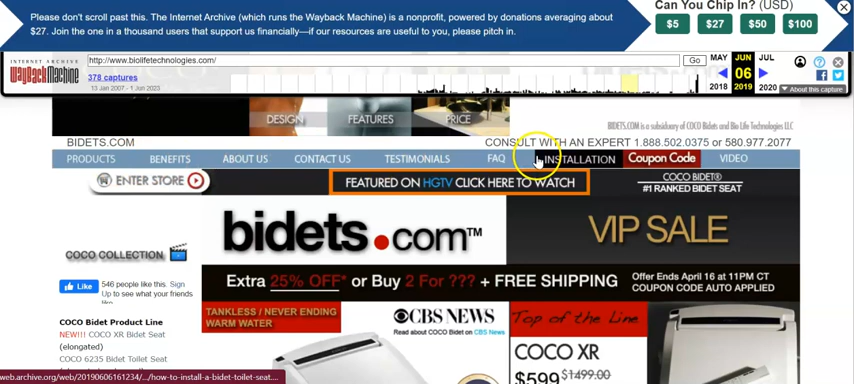 Please don't scroll past this. The Internet Archive (which runs the Wayback Machine) is a nonprofit, powered by donations averaging about
$27. Join the one in a thousand users that support us financially—if our resources are useful to you, please pitch in.
Can You Chip In? (USD)
$5 $27 $50 $100
INTERNET ARCHIVE
WayBackMachine
http://www.biolifetechnologies.com/ Go
378 captures
13 Jan 2007 - 1 Jun 2023
MAY JUN JUL
06
2018 2019 2020
About this capture
DESIGN FEATURES PRICE
BIDETS.COM is a subsidiary of COCO Bidets and Bio Life Technologies LLC
BIDETS.COM CONSULT WITH AN EXPERT 1.888.502.0375 or 580.977.2077
PRODUCTS BENEFITS ABOUT US CONTACT US TESTIMONIALS FAQ INSTALLATION Coupon Code VIDEO
ENTER STORE
FEATURED ON HGTV CLICK HERE TO WATCH
COCO BIDET®
#1 RANKED BIDET SEAT
bidets.com™
VIP SALE
COCO COLLECTION
Extra 25% OFF* or Buy 2 For ??? + FREE SHIPPING
Offer Ends April 16 at 11PM CT
COUPON CODE AUTO APPLIED
Like 546 people like this. Sign
Up to see what your friends
like.
TANKLESS / NEVER ENDING
WARM WATER
CBS NEWS
Read about COCO Bidet on CBS News
Top of the Line
COCO XR
$599 $1499.00
COCO Bidet Product Line
NEW!!! COCO XR Bidet Seat
(elongated)
COCO 6235 Bidet Toilet Seat
web.archive.org/web/20190606161234/.../how-to-install-a-bidet-toilet-seat....